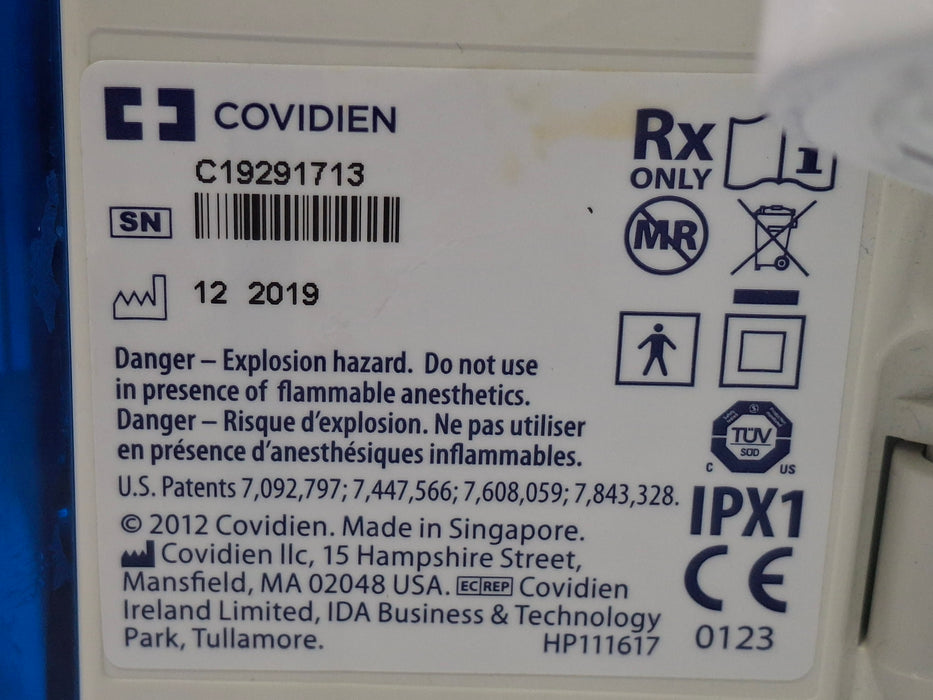 COVIDIEN
C19291713
SN
12 2019
Danger – Explosion hazard. Do not use
in presence of flammable anesthetics.
Danger – Risque d'explosion. Ne pas utiliser
en présence d'anesthésiques inflammables.
U.S. Patents 7,092,797; 7,447,566; 7,608,059; 7,843,328.
© 2012 Covidien. Made in Singapore.
Covidien llc, 15 Hampshire Street,
Mansfield, MA 02048 USA. EC REP Covidien
Ireland Limited, IDA Business & Technology
Park, Tullamore.
HP111617
Rx
ONLY
1
MR
TÜV
SÜD
C US
IPX1
CE
0123